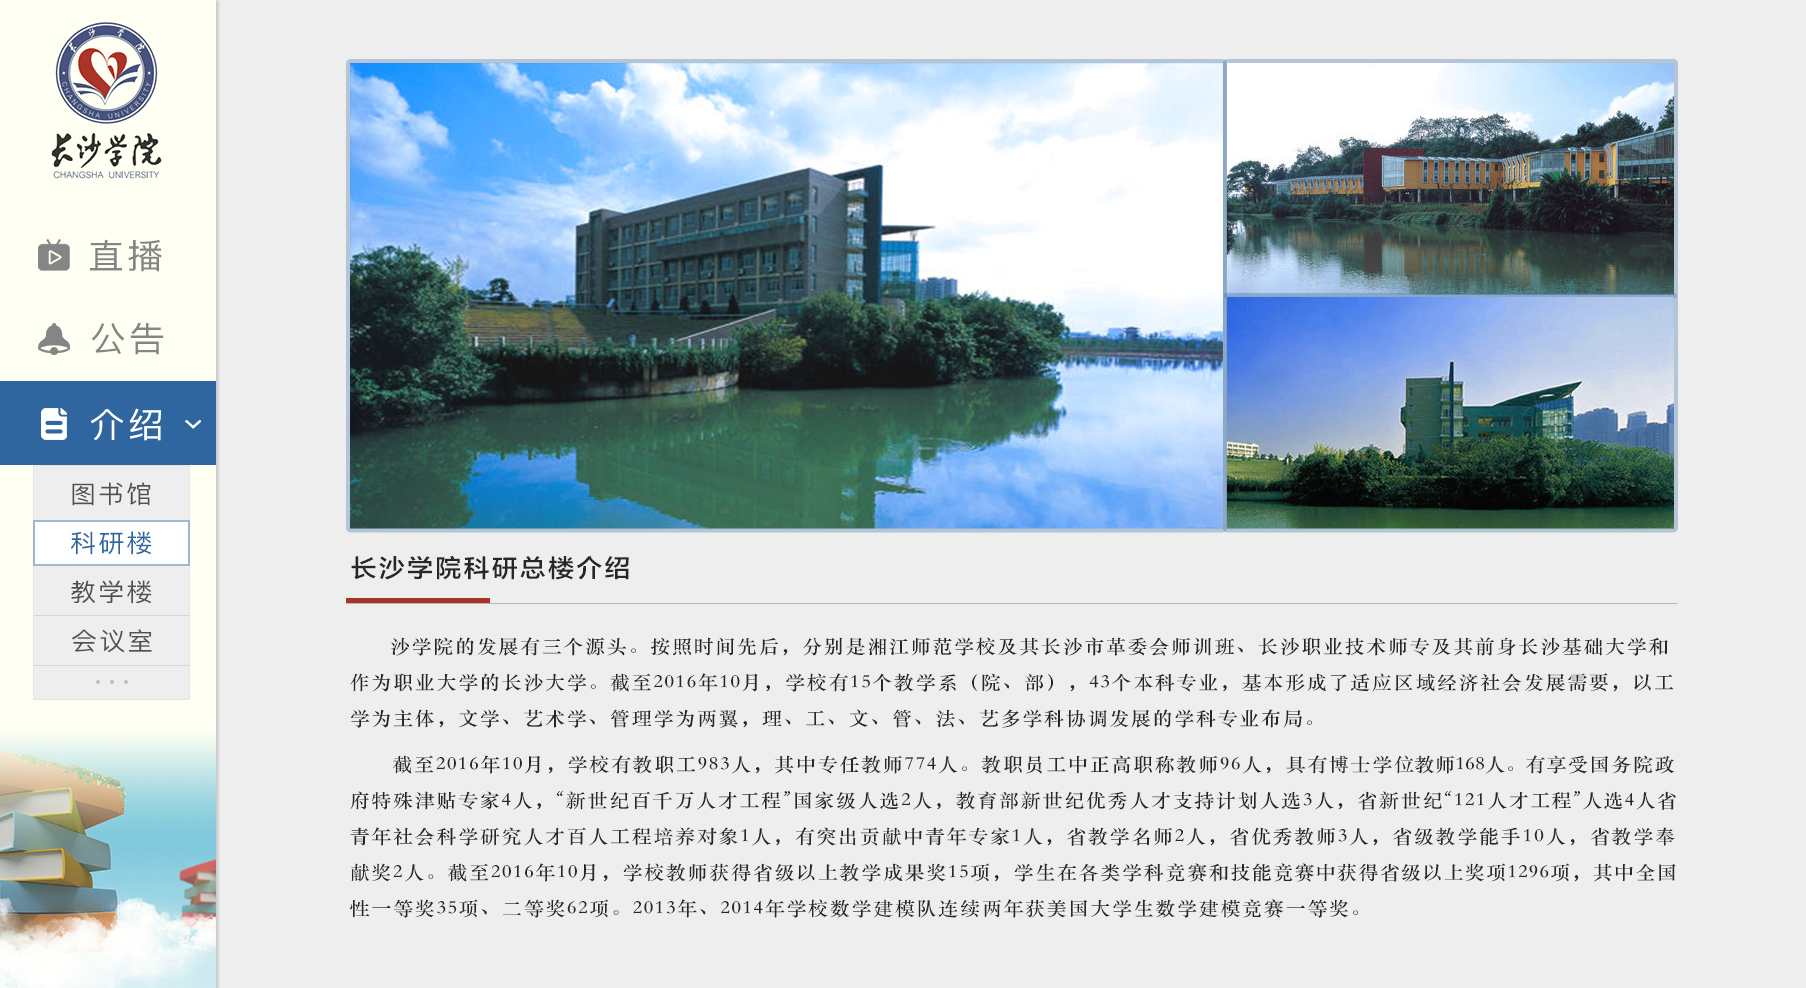 长沙学院
CHANGSHA UNIVERSITY
长沙学院
CHANGSHA UNIVERSITY
直播
公告
介绍
图书馆
科研楼
教学楼
会议室
···
长沙学院科研总楼介绍
沙学院的发展有三个源头。按照时间先后，分别是湘江师范学校及其长沙市革委会师训班、长沙职业技术师专及其前身长沙基础大学和
作为职业大学的长沙大学。截至2016年10月，学校有15个教学系（院、部），43个本科专业，基本形成了适应区域经济社会发展需要，以工
学为主体，文学、艺术学、管理学为两翼，理、工、文、管、法、艺多学科协调发展的学科专业布局。
截至2016年10月，学校有教职工983人，其中专任教师774人。教职员工中正高职称教师96人，具有博士学位教师168人。有享受国务院政
府特殊津贴专家4人，“新世纪百千万人才工程”国家级人选2人，教育部新世纪优秀人才支持计划人选3人，省新世纪“121人才工程”人选4人省
青年社会科学研究人才百人工程培养对象1人，有突出贡献中青年专家1人，省教学名师2人，省优秀教师3人，省级教学能手10人，省教学奉
献奖2人。截至2016年10月，学校教师获得省级以上教学成果奖15项，学生在各类学科竞赛和技能竞赛中获得省级以上奖项1296项，其中全国
性一等奖35项、二等奖62项。2013年、2014年学校数学建模队连续两年获美国大学生数学建模竞赛一等奖。